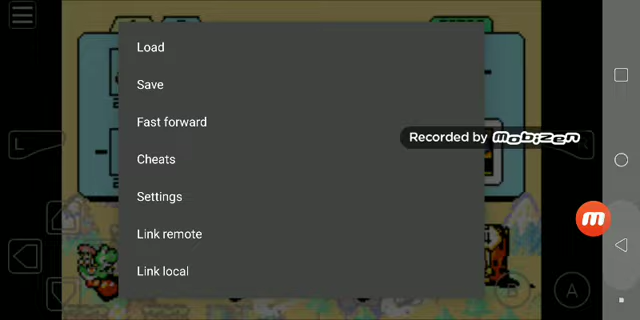 Load
Save
Fast forward
Recorded by mobizen
Cheats
Settings
Link remote
Link local
L
B
A